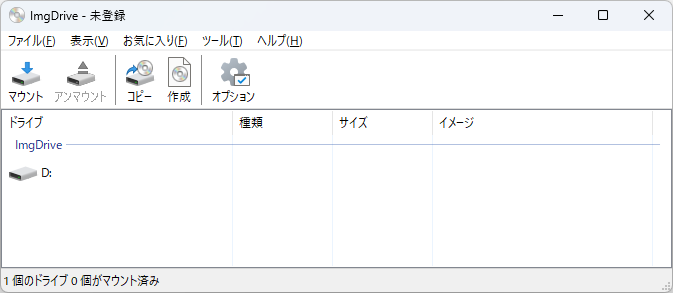 ImgDrive - 未登録
ファイル(F) 表示(V) お気に入り(F) ツール(T) ヘルプ(H)
マウント アンマウント コピー 作成 オプション
ドライブ 種類 サイズ イメージ
ImgDrive
D:
1 個のドライブ 0 個がマウント済み